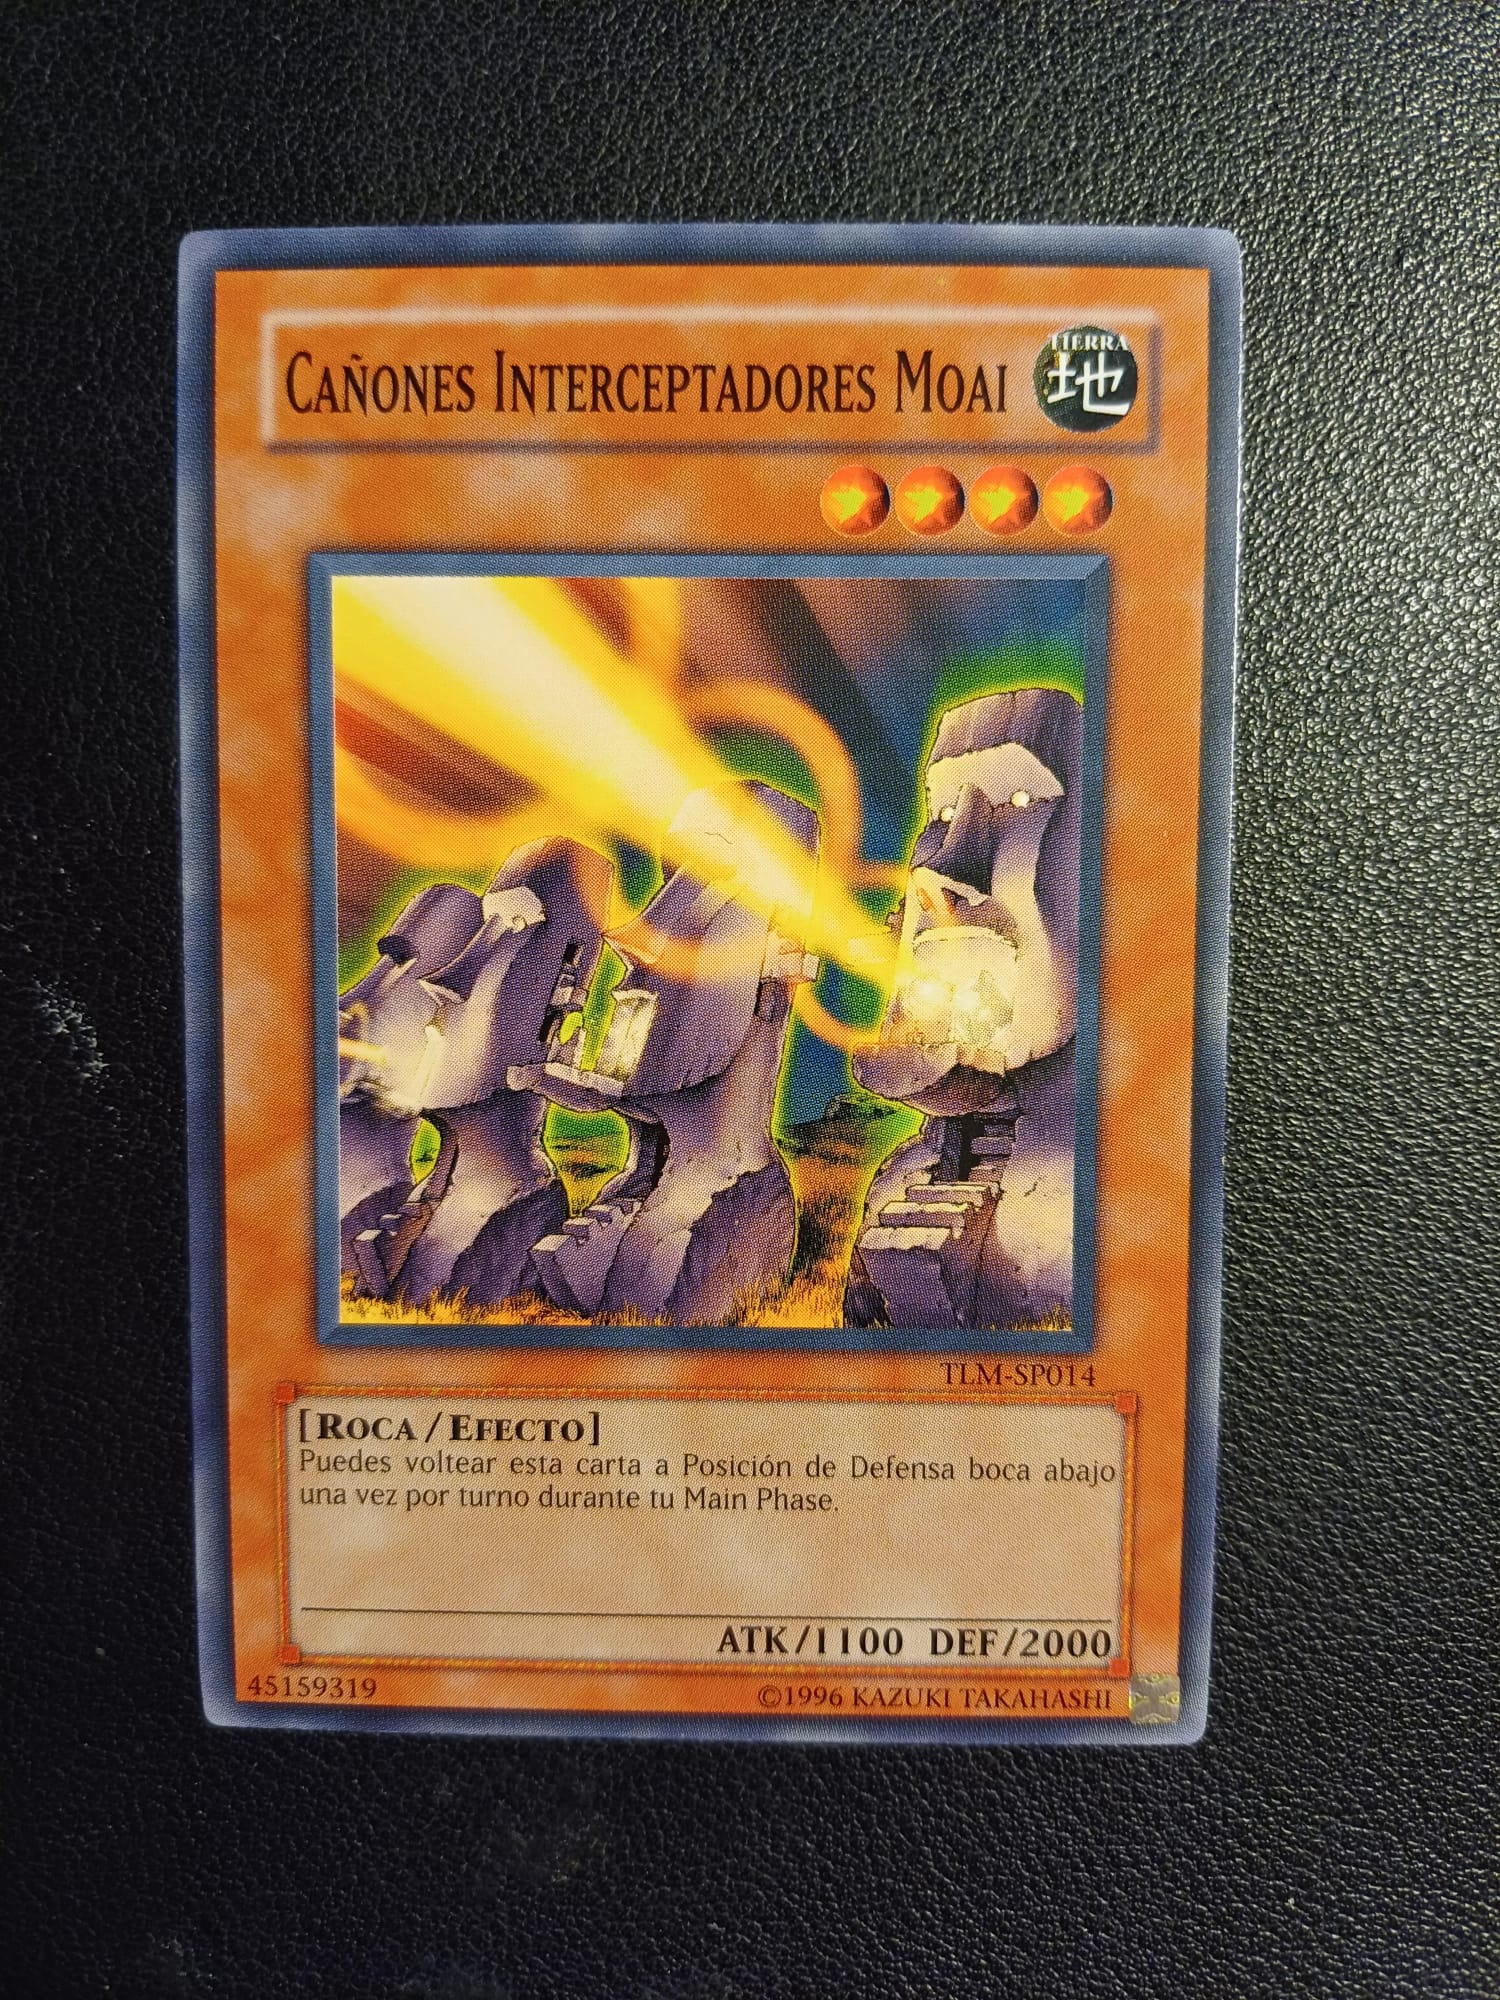 CAÑONES INTERCEPTADORES MOAI
TIERRA
地
TLM-SP014
[ROCA/EFECTO]
Puedes voltear esta carta a Posición de Defensa boca abajo
una vez por turno durante tu Main Phase.
ATK/1100 DEF/2000
45159319
©1996 KAZUKI TAKAHASHI